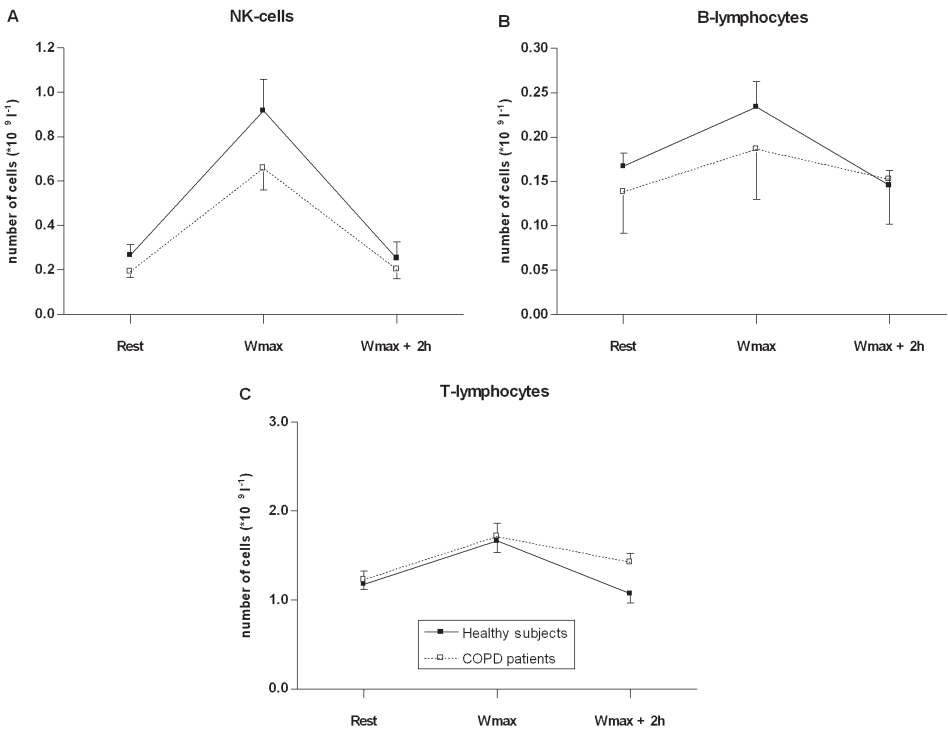 A
NK-cells
number of cells (*10 ⁹ l⁻¹)
1.2
1.0
0.8
0.6
0.4
0.2
0.0
Rest
Wmax
Wmax + 2h
B
B-lymphocytes
number of cells (*10 ⁹ l⁻¹)
0.30
0.25
0.20
0.15
0.10
0.05
0.00
Rest
Wmax
Wmax + 2h
C
T-lymphocytes
number of cells (*10 ⁹ l⁻¹)
3.0
2.0
1.0
0.0
Healthy subjects
COPD patients
Rest
Wmax
Wmax + 2h